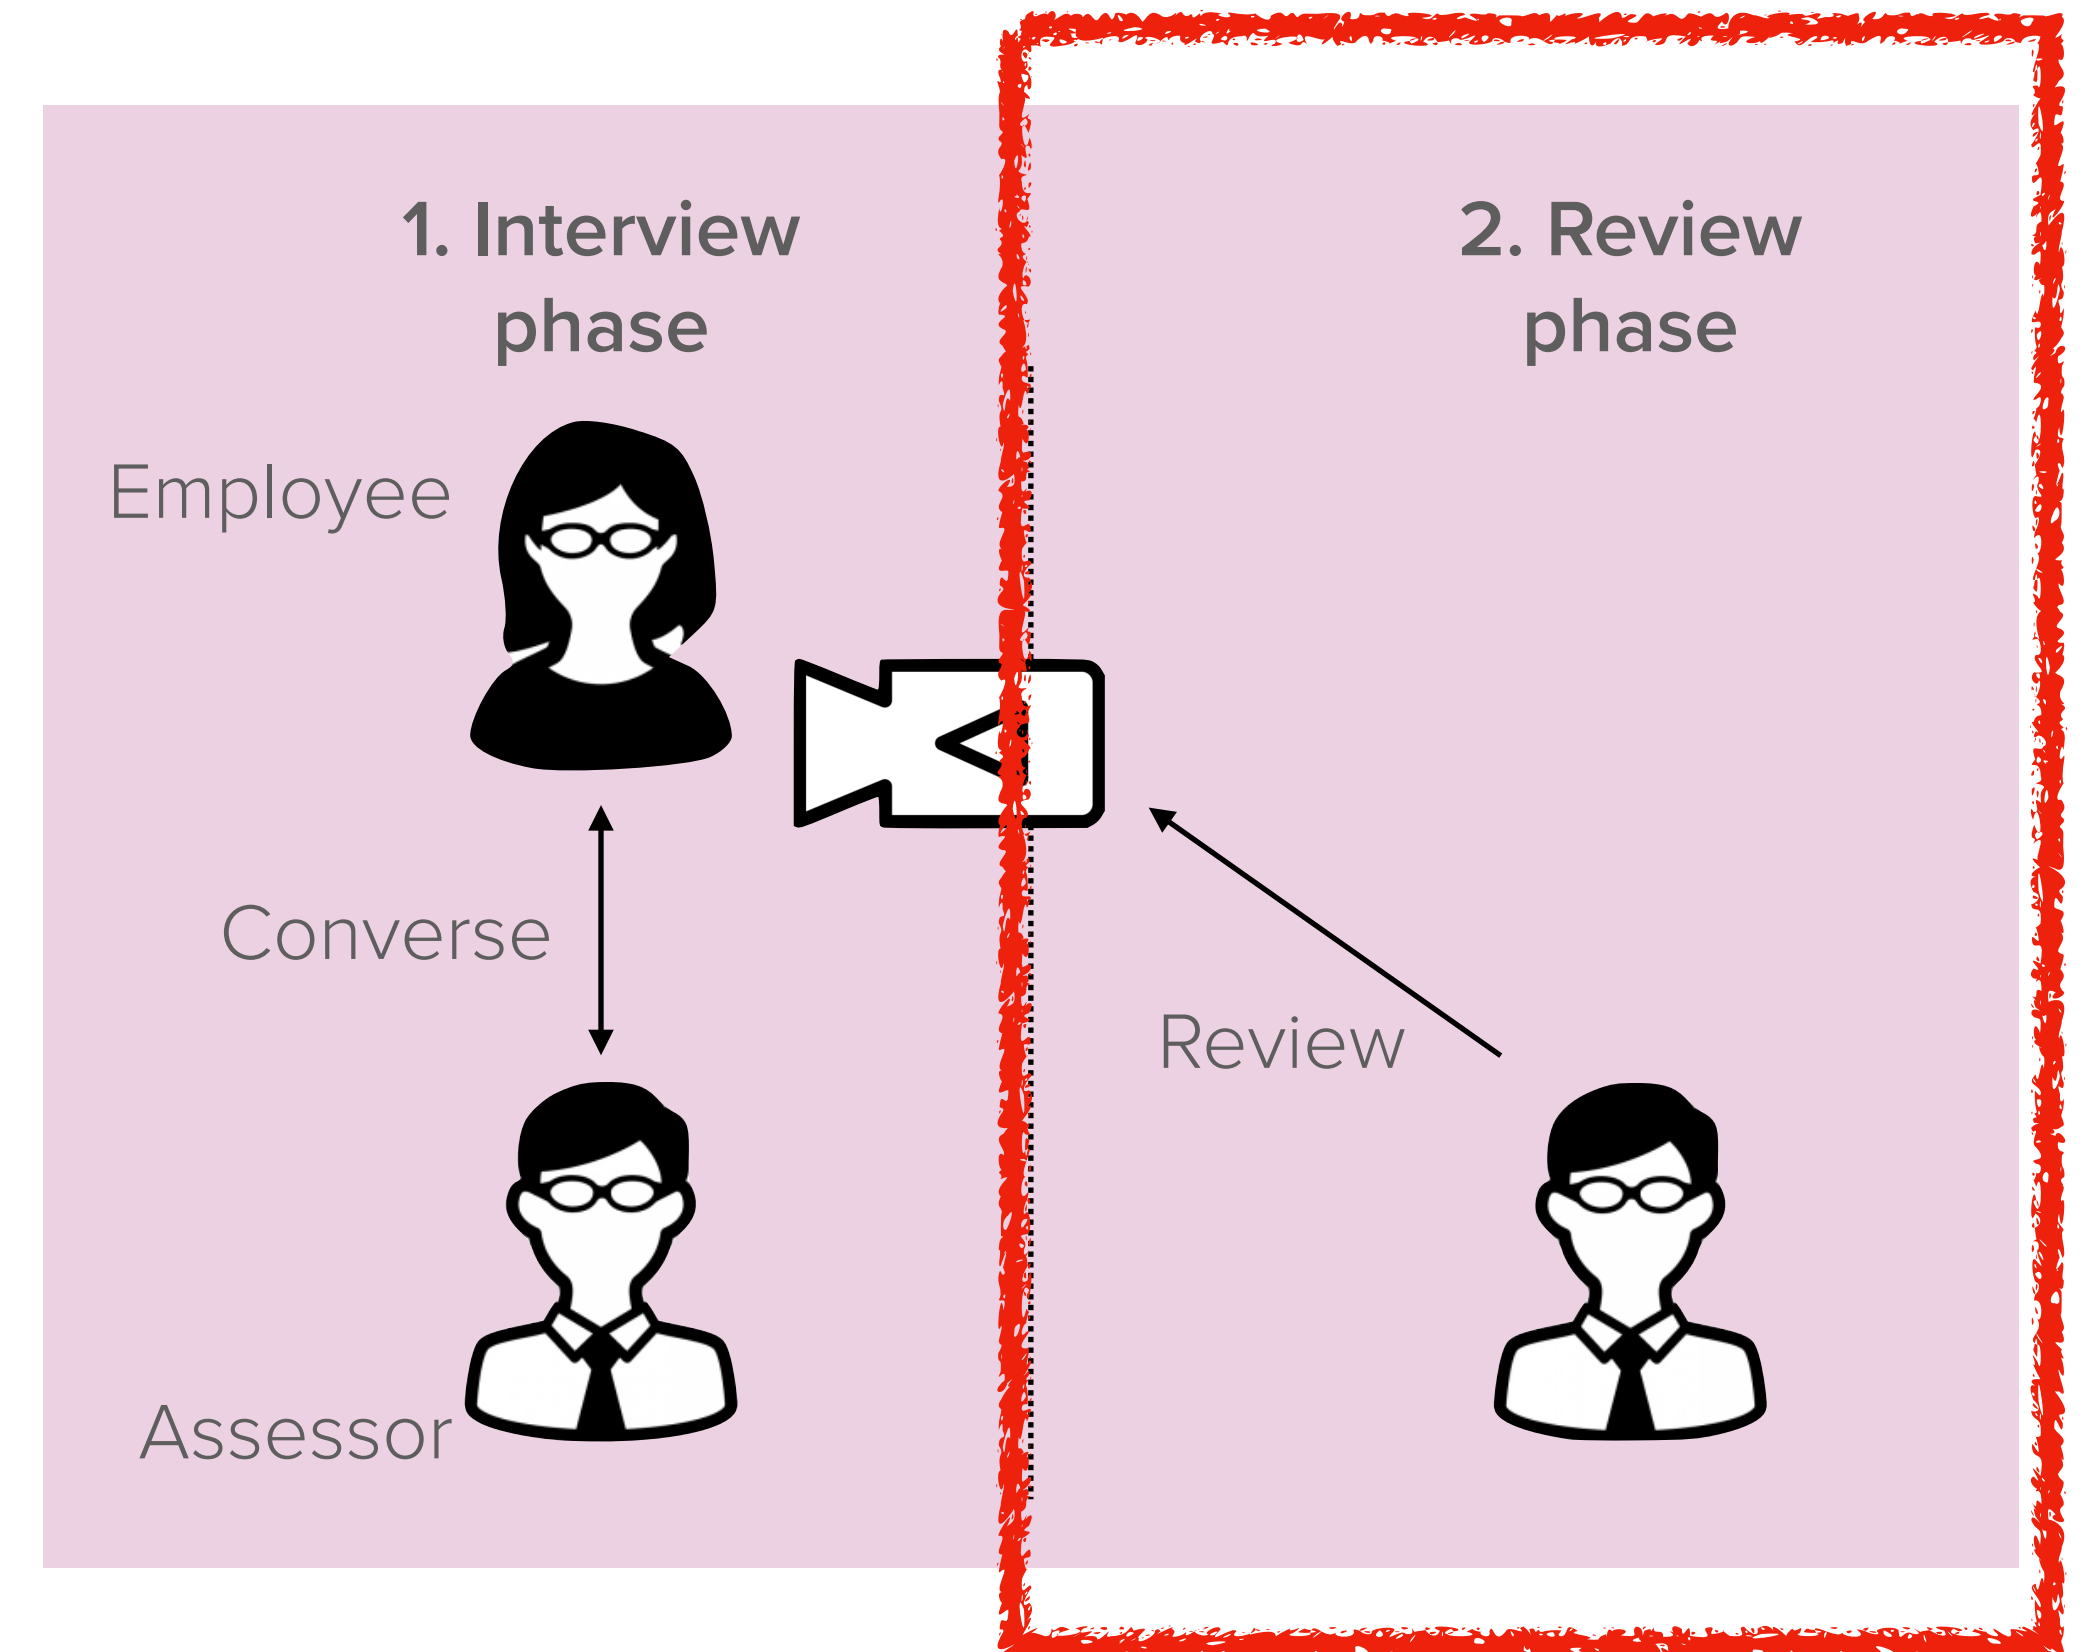 1. Interview
phase
2. Review
phase
Employee
Converse
Review
Assessor